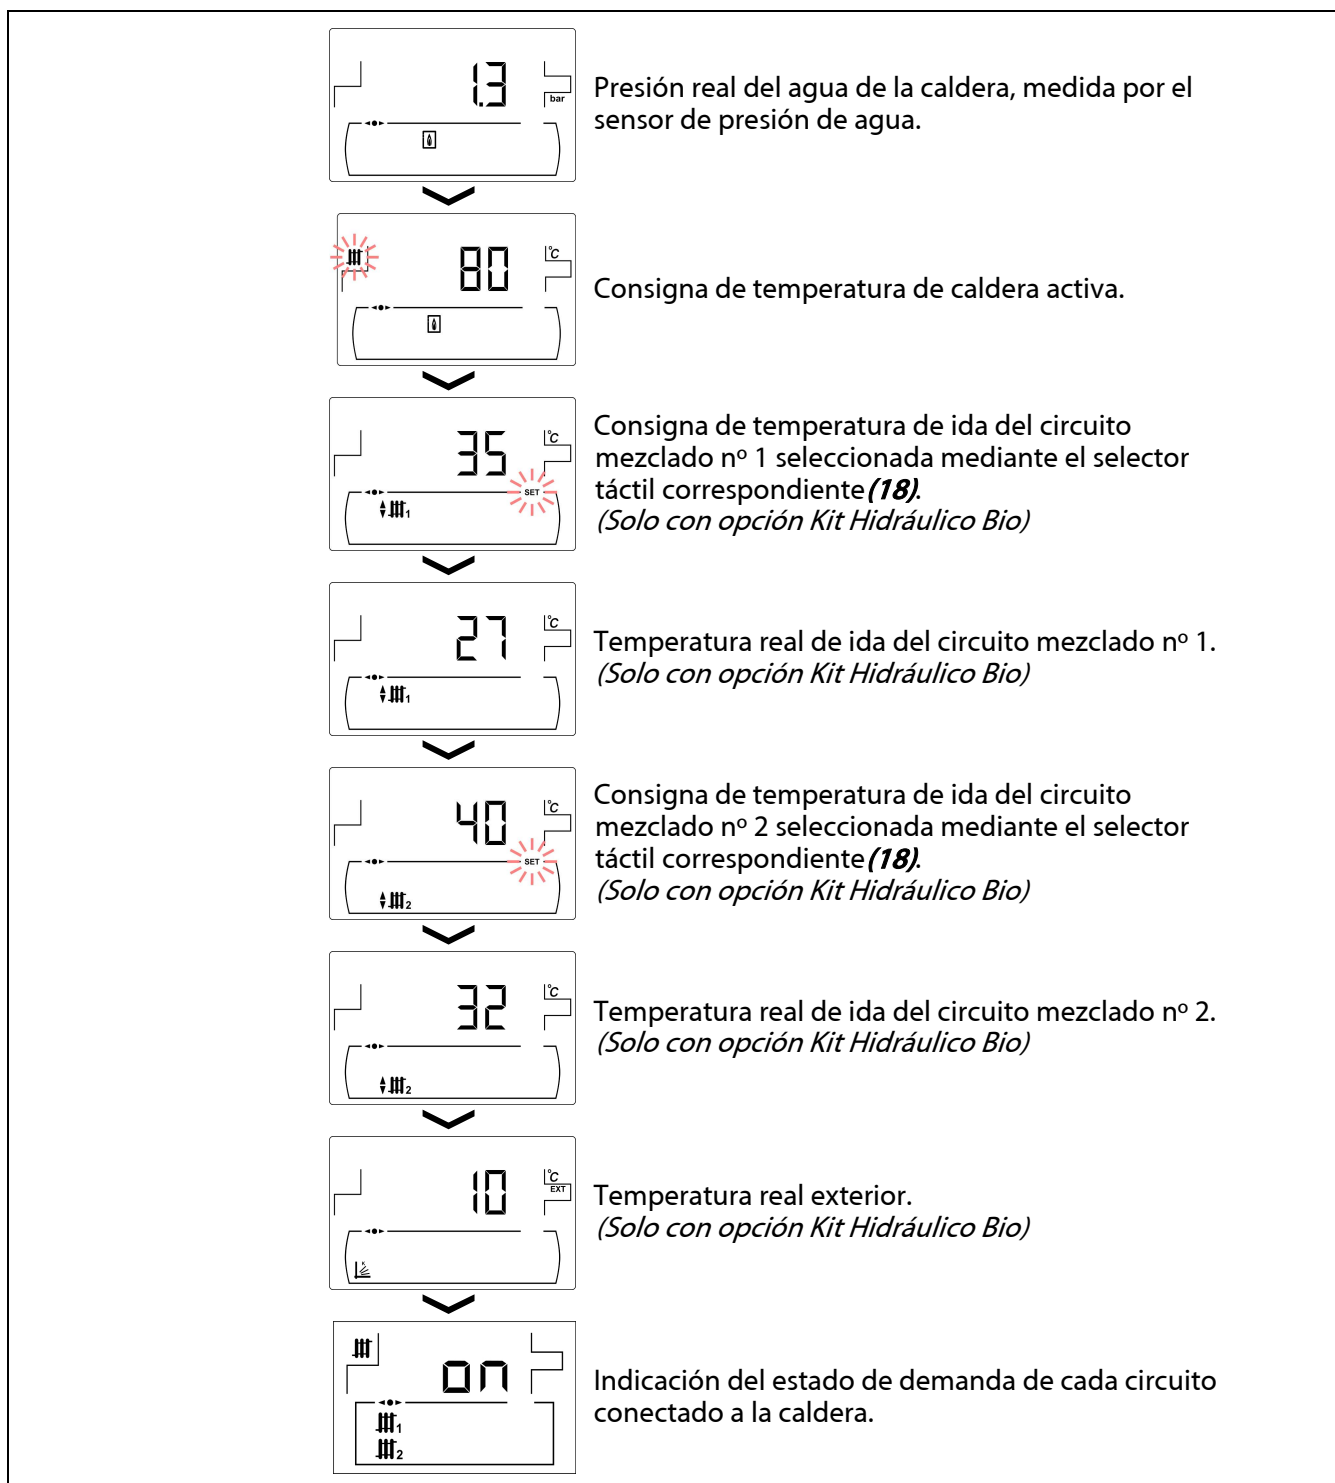 1.3
bar
Presión real del agua de la caldera, medida por el
sensor de presión de agua.
80
°C
Consigna de temperatura de caldera activa.
35
°C
SET
1
Consigna de temperatura de ida del circuito
mezclado nº 1 seleccionada mediante el selector
táctil correspondiente (18).
(Solo con opción Kit Hidráulico Bio)
27
°C
1
Temperatura real de ida del circuito mezclado nº 1.
(Solo con opción Kit Hidráulico Bio)
40
°C
SET
2
Consigna de temperatura de ida del circuito
mezclado nº 2 seleccionada mediante el selector
táctil correspondiente (18).
(Solo con opción Kit Hidráulico Bio)
32
°C
2
Temperatura real de ida del circuito mezclado nº 2.
(Solo con opción Kit Hidráulico Bio)
10
°C
EXT
Temperatura real exterior.
(Solo con opción Kit Hidráulico Bio)
on
1
2
Indicación del estado de demanda de cada circuito
conectado a la caldera.